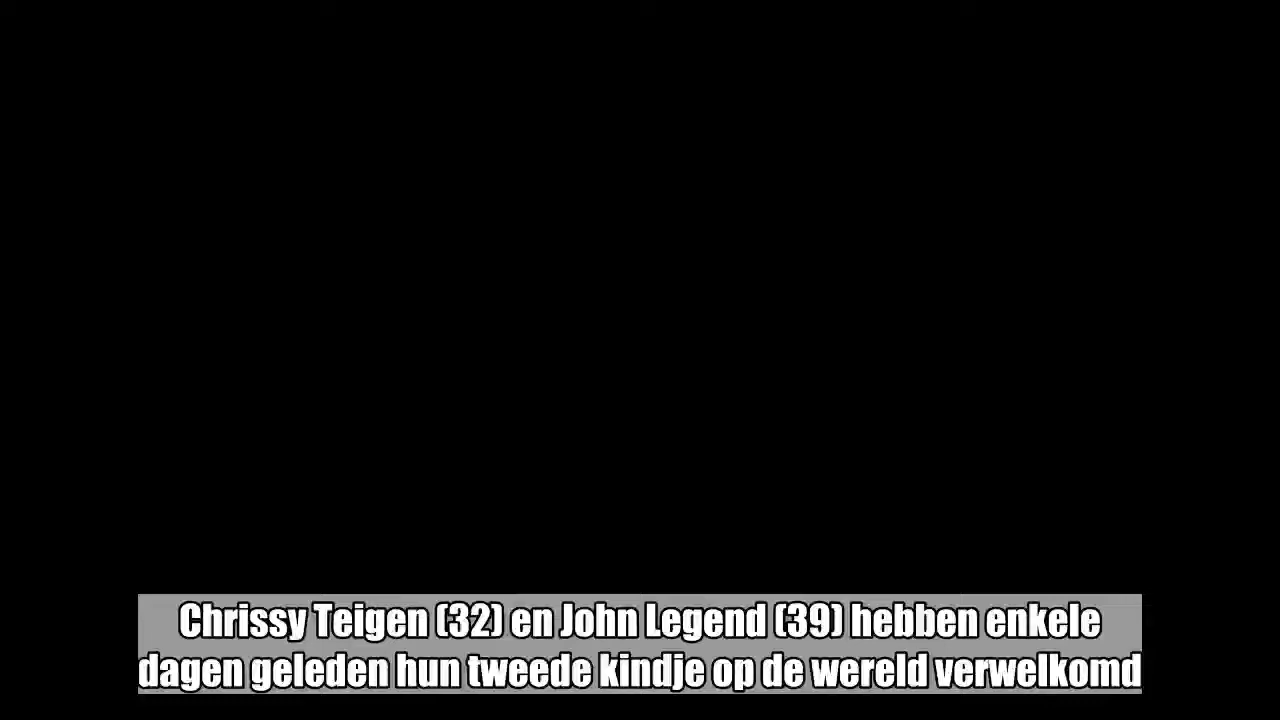 Chrissy Teigen (32) en John Legend (39) hebben enkele
dagen geleden hun tweede kindje op de wereld verwelkomd